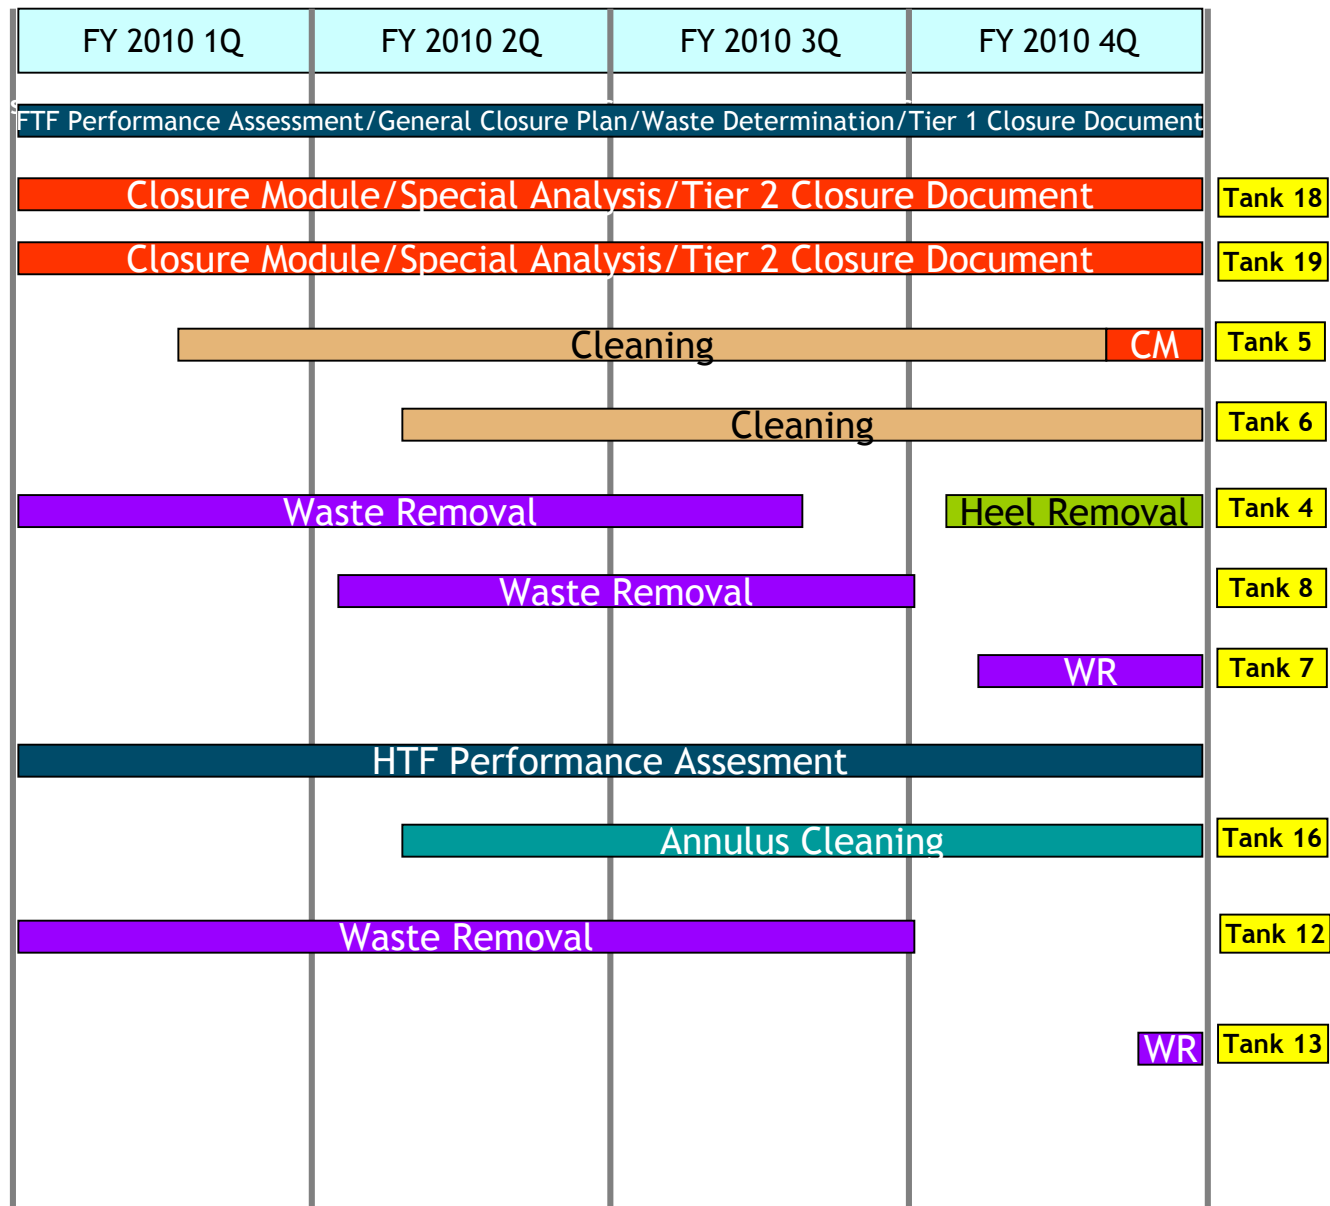 FY 2010 1Q FY 2010 2Q FY 2010 3Q FY 2010 4Q
FTF Performance Assessment/General Closure Plan/Waste Determination/Tier 1 Closure Document
Closure Module/Special Analysis/Tier 2 Closure Document Tank 18
Closure Module/Special Analysis/Tier 2 Closure Document Tank 19
Cleaning CM Tank 5
Cleaning Tank 6
Waste Removal Heel Removal Tank 4
Waste Removal Tank 8
WR Tank 7
HTF Performance Assesment
Annulus Cleaning Tank 16
Waste Removal Tank 12
WR Tank 13